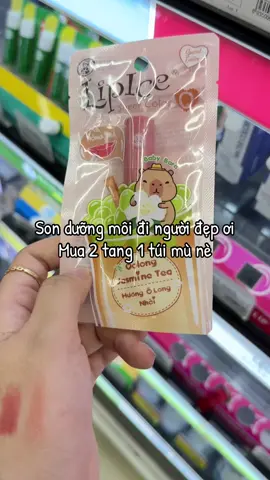 LipIce
Son dưỡng môi đi người đẹp ơi
Mua 2 tặng 1 túi mù nè
Oolong
Jasmine Tea
Hương Ô Long
Nhài